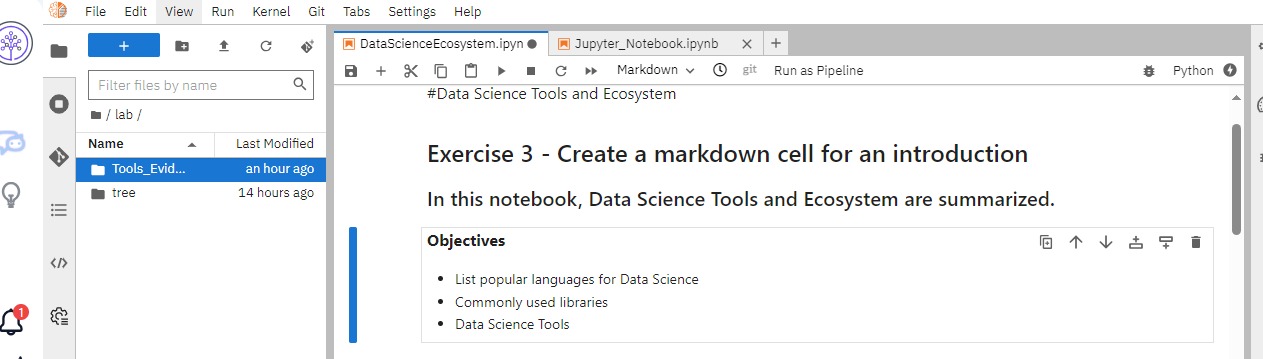 File Edit View Run Kernel Git Tabs Settings Help
DataScienceEcosystem.ipyn
Jupyter_Notebook.ipynb
Markdown
git
Run as Pipeline
Python
Filter files by name
/ lab /
Name
Last Modified
Tools_Evid...
an hour ago
tree
14 hours ago
1
#Data Science Tools and Ecosystem
Exercise 3 - Create a markdown cell for an introduction
In this notebook, Data Science Tools and Ecosystem are summarized.
Objectives
• List popular languages for Data Science
• Commonly used libraries
• Data Science Tools